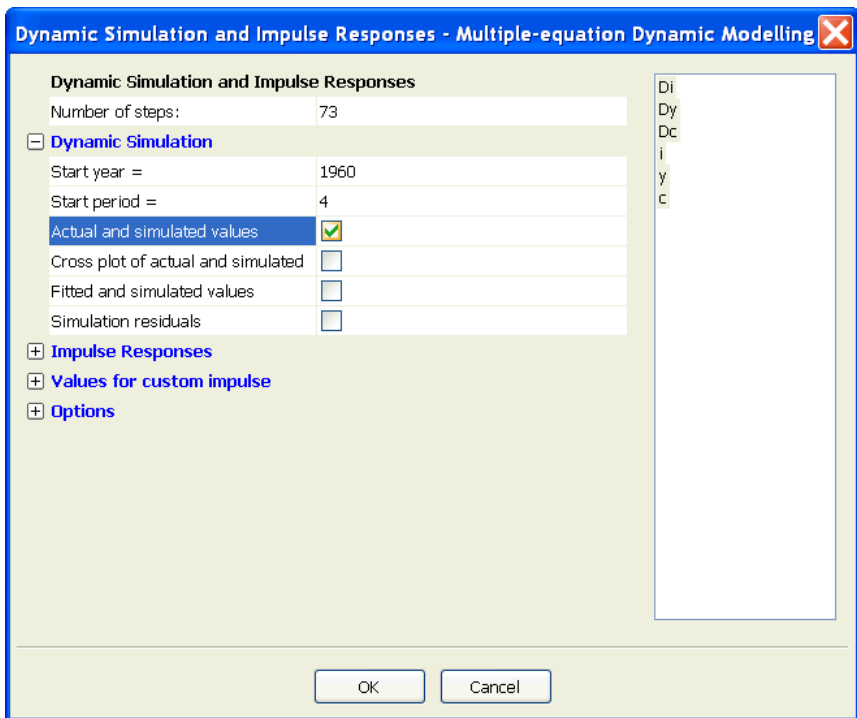 Dynamic Simulation and Impulse Responses - Multiple-equation Dynamic Modelling
Dynamic Simulation and Impulse Responses
Number of steps: 73
Dynamic Simulation
Start year = 1960
Start period = 4
Actual and simulated values
Cross plot of actual and simulated
Fitted and simulated values
Simulation residuals
Impulse Responses
Values for custom impulse
Options
Di
Dy
Dc
i
y
c
OK Cancel